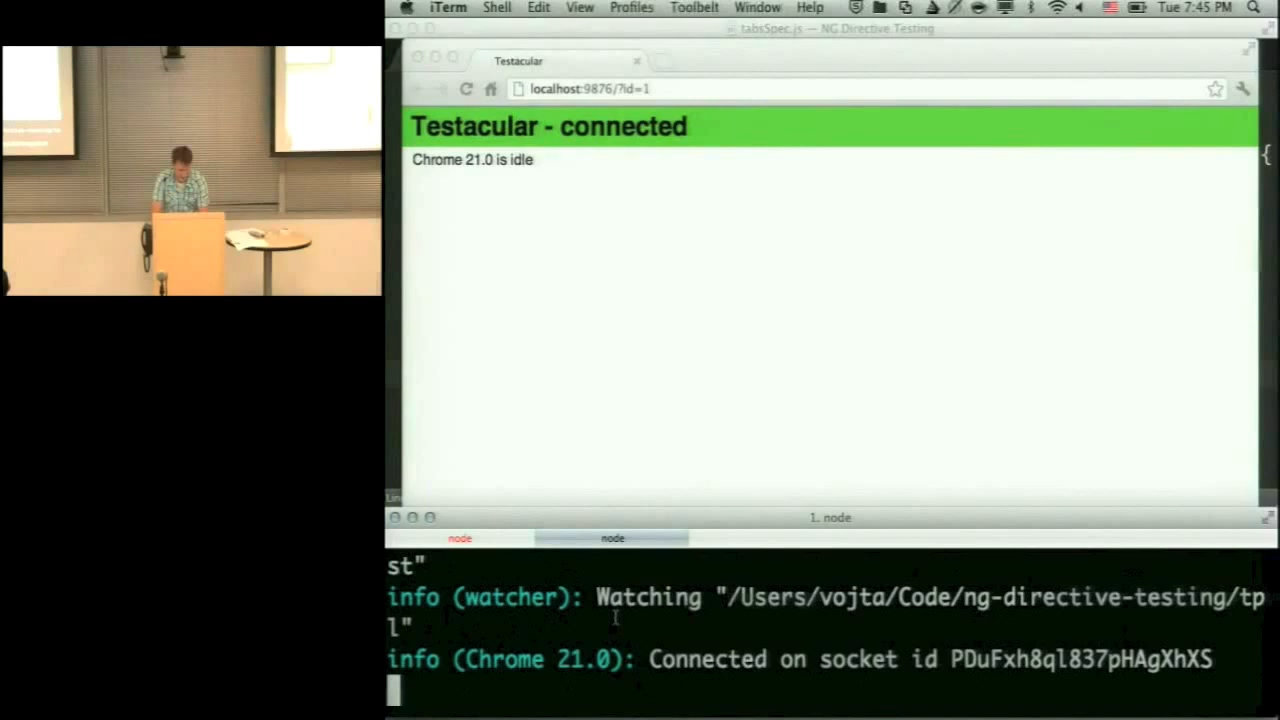 iTerm Shell Edit View Profiles Toolbelt Window Help Tue 7:45 PM
tabsSpec.js — NG Directive Testing
Testacular
localhost:9876/?id=1
Testacular - connected
Chrome 21.0 is idle
{
Lin
1. node
node node
st"
info (watcher): Watching "/Users/vojta/Code/ng-directive-testing/tp
l"
info (Chrome 21.0): Connected on socket id PDuFxh8ql837pHAgXhXS